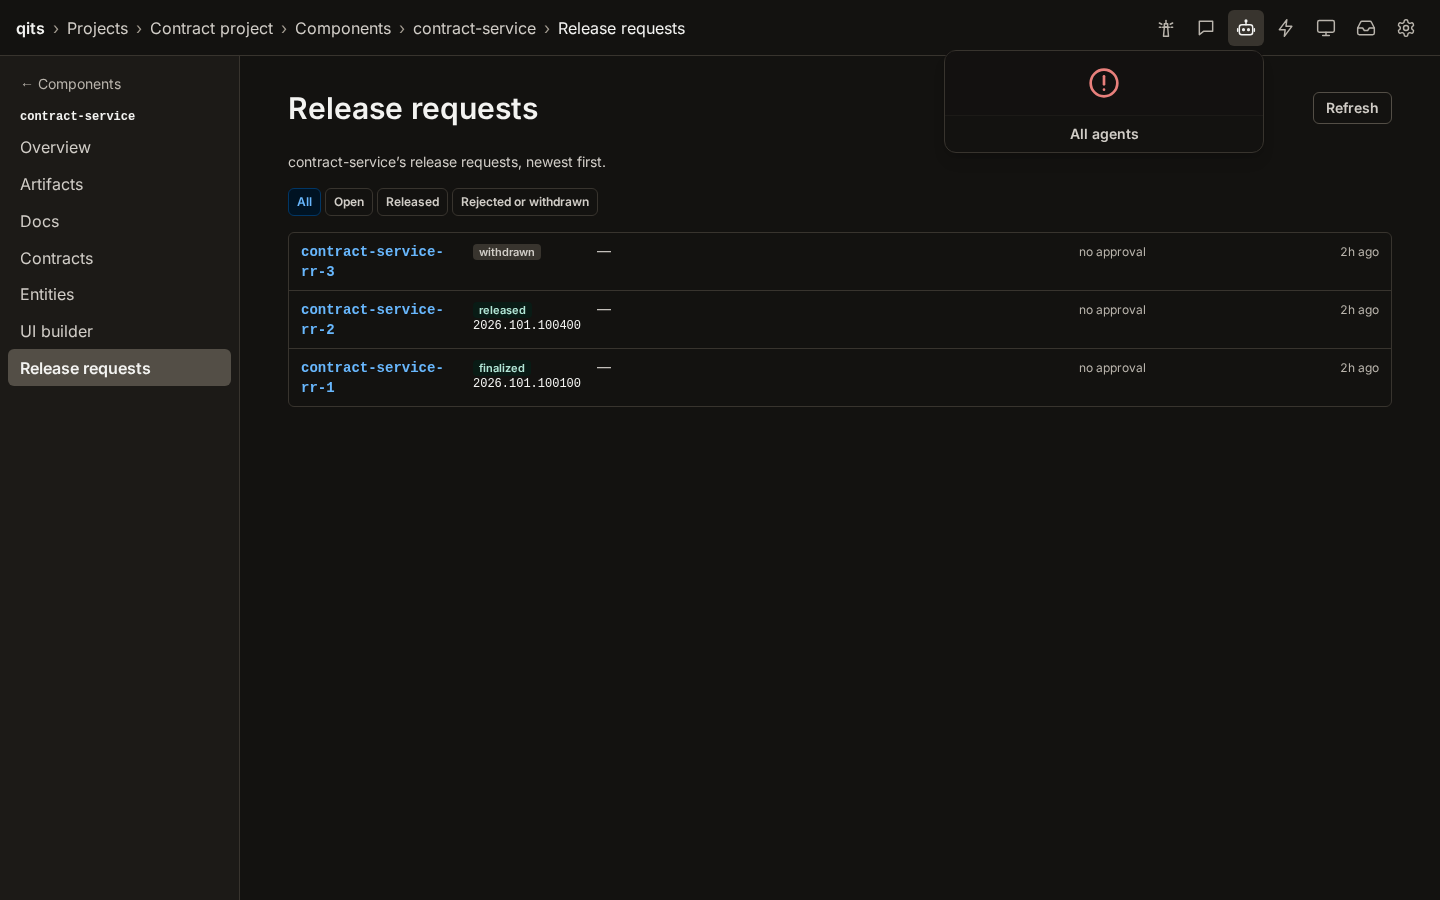 qits › Projects › Contract project › Components › contract-service › Release requests
← Components
contract-service
Overview
Artifacts
Docs
Contracts
Entities
UI builder
Release requests
All agents
Release requests
Refresh
contract-service’s release requests, newest first.
All Open Released Rejected or withdrawn
contract-service-
rr-3
withdrawn — no approval 2h ago
contract-service-
rr-2
released — no approval 2h ago
2026.101.100400
contract-service-
rr-1
finalized — no approval 2h ago
2026.101.100100